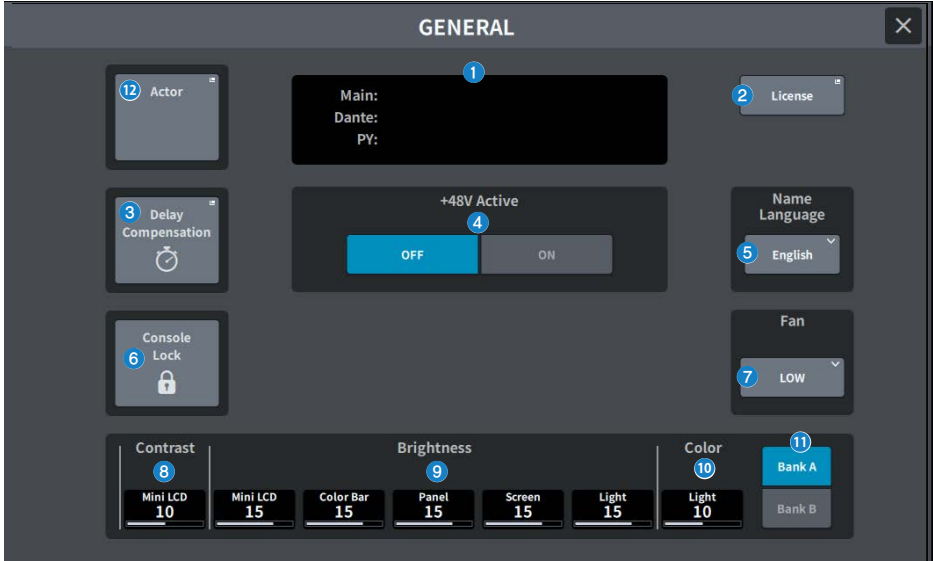 GENERAL
1
12
Actor
Main:
Dante:
PY:
2
License
3
Delay
Compensation
+48V Active
4
OFF
ON
Name
Language
5
English
Console
6
Lock
Fan
7
LOW
Contrast
8
Mini LCD
10
Brightness
9
Mini LCD
15
Color Bar
15
Panel
15
Screen
15
Light
15
Color
10
Light
10
11
Bank A
Bank B